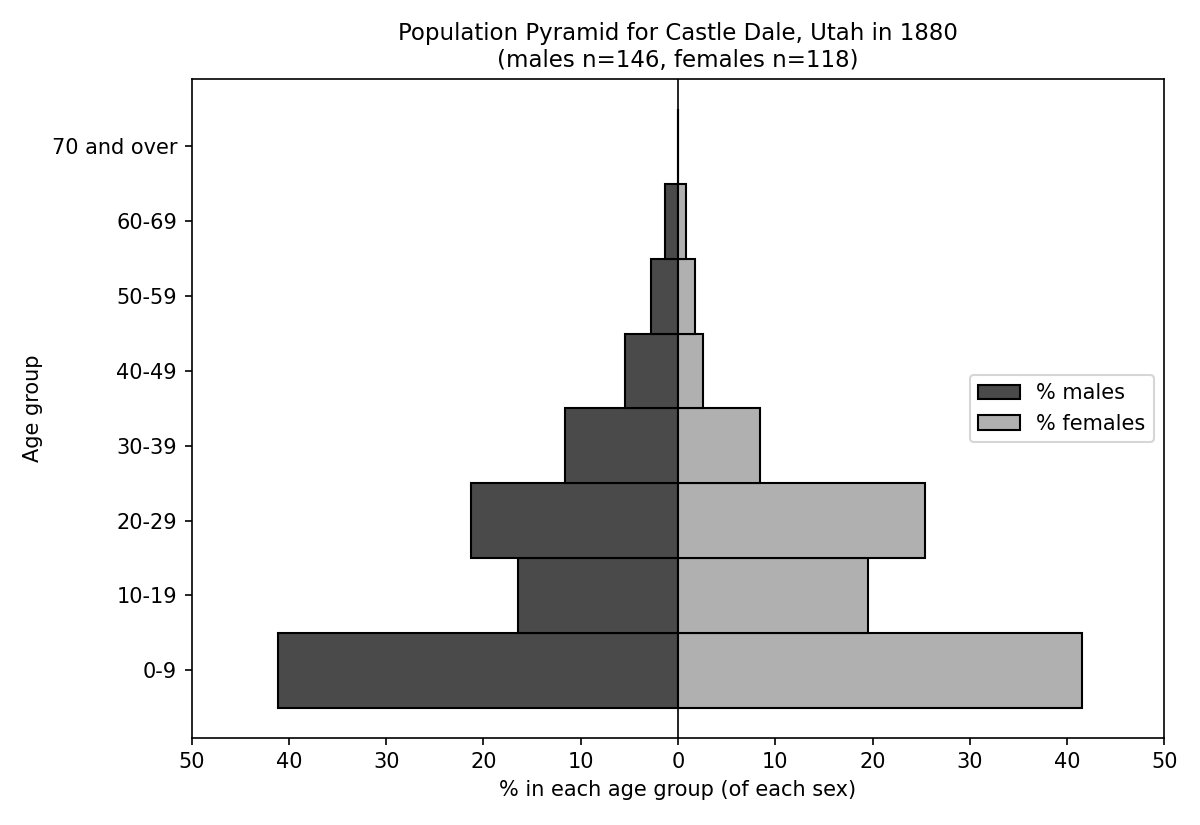 Population Pyramid for Castle Dale, Utah in 1880
(males n=146, females n=118)
70 and over
60-69
50-59
40-49
30-39
20-29
10-19
0-9
Age group
% males
% females
50 40 30 20 10 0 10 20 30 40 50
% in each age group (of each sex)